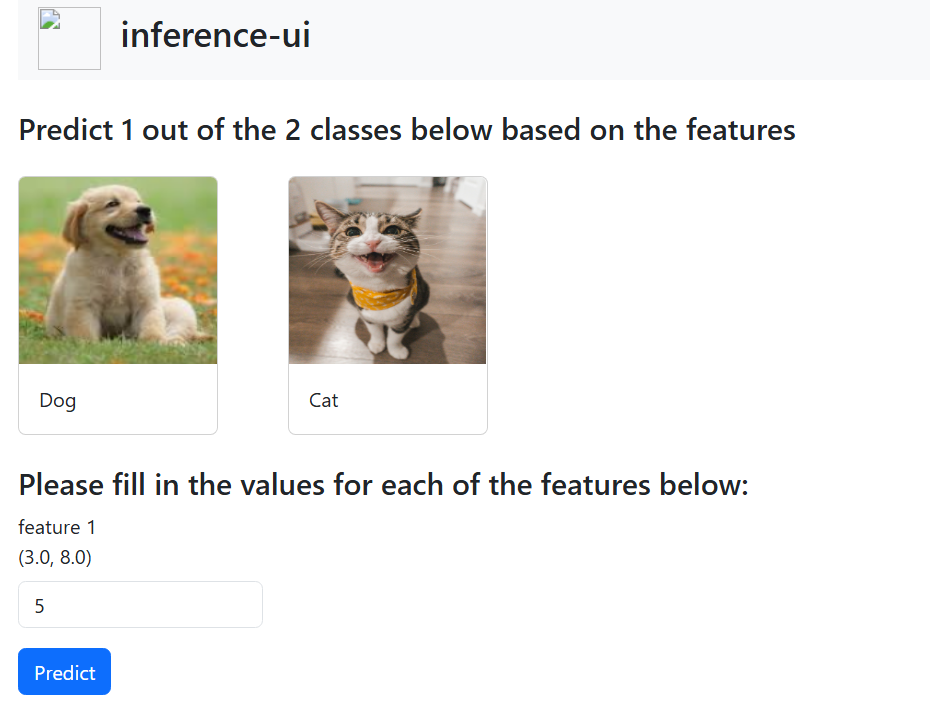 inference-ui
Predict 1 out of the 2 classes below based on the features
Dog
Cat
Please fill in the values for each of the features below:
feature 1
(3.0, 8.0)
5
Predict